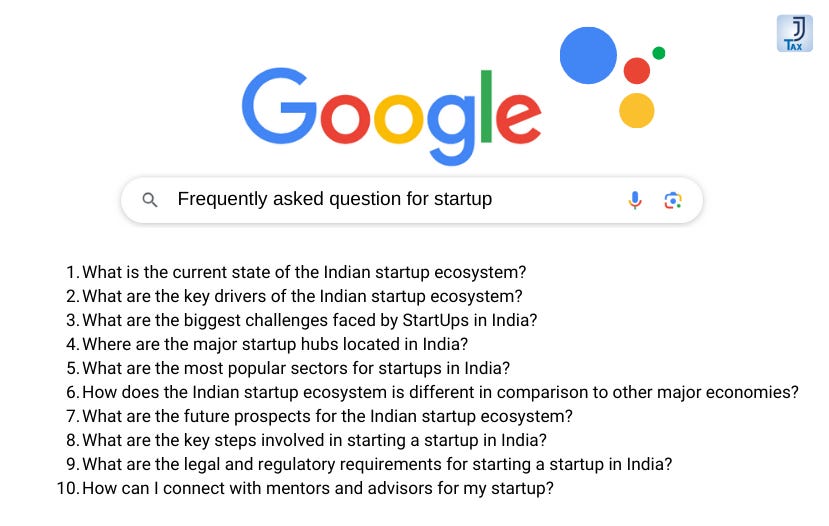 J
TAX
Google
Frequently asked question for startup
1. What is the current state of the Indian startup ecosystem?
2. What are the key drivers of the Indian startup ecosystem?
3. What are the biggest challenges faced by StartUps in India?
4. Where are the major startup hubs located in India?
5. What are the most popular sectors for startups in India?
6. How does the Indian startup ecosystem is different in comparison to other major economies?
7. What are the future prospects for the Indian startup ecosystem?
8. What are the key steps involved in starting a startup in India?
9. What are the legal and regulatory requirements for starting a startup in India?
10. How can I connect with mentors and advisors for my startup?